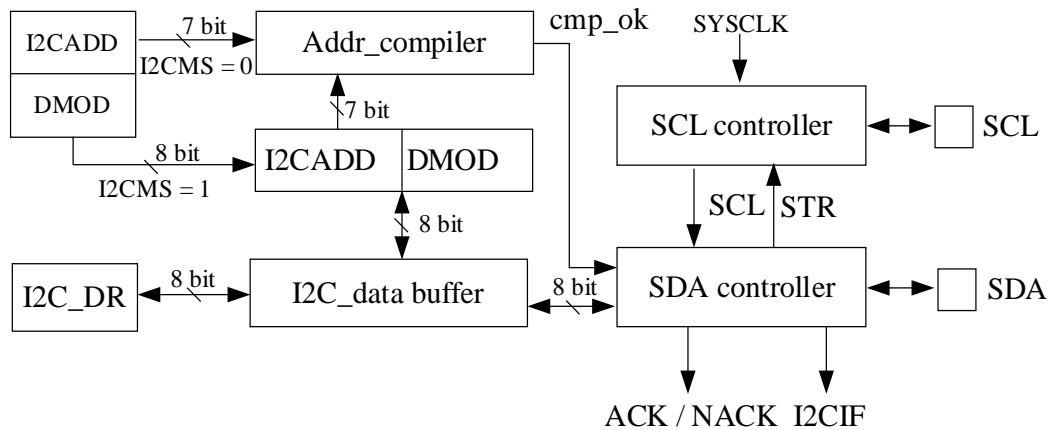 I2CADD
7 bit
I2CMS = 0
Addr_compiler
cmp_ok
SYSCLK
DMOD
7 bit
SCL controller
SCL
8 bit
I2CMS = 1
I2CADD
DMOD
SCL
STR
8 bit
I2C_DR
8 bit
I2C_data buffer
8 bit
SDA controller
SDA
ACK / NACK
I2CIF